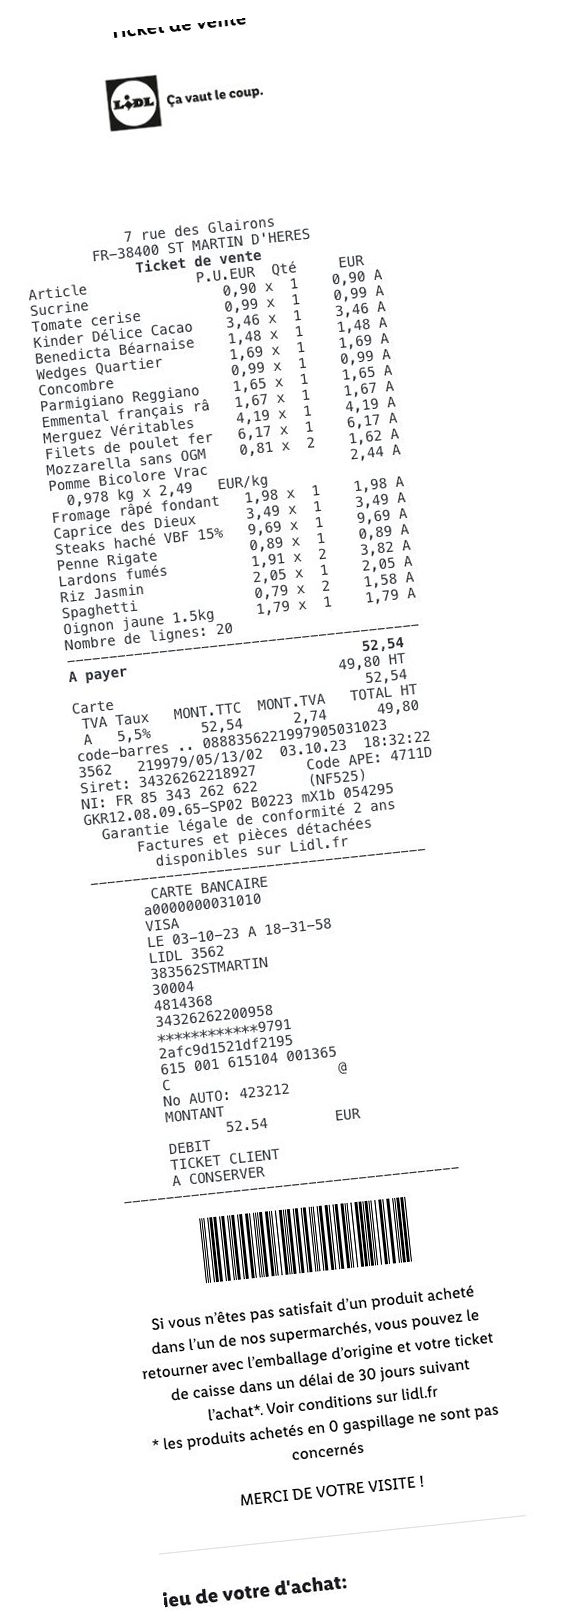 Ticket de vente
LIDL Ça vaut le coup.
7 rue des Glairons
FR-38400 ST MARTIN D'HERES
Ticket de vente
Article P.U.EUR Qté EUR
Sucrine 0,90 x 1 0,90 A
Tomate cerise 0,99 x 1 0,99 A
Kinder Délice Cacao 3,46 x 1 3,46 A
Benedicta Béarnaise 1,48 x 1 1,48 A
Wedges Quartier 1,69 x 1 1,69 A
Concombre 0,99 x 1 0,99 A
Parmigiano Reggiano 1,65 x 1 1,65 A
Emmental français râ 1,67 x 1 1,67 A
Merguez Véritables 4,19 x 1 4,19 A
Filets de poulet fer 6,17 x 1 6,17 A
Mozzarella sans OGM 0,81 x 2 1,62 A
Pomme Bicolore Vrac 2,44 A
0,978 kg x 2,49 EUR/kg
Fromage râpé fondant 1,98 x 1 1,98 A
Caprice des Dieux 3,49 x 1 3,49 A
Steaks haché VBF 15% 9,69 x 1 9,69 A
Penne Rigate 0,89 x 1 0,89 A
Lardons fumés 1,91 x 2 3,82 A
Riz Jasmin 2,05 x 1 2,05 A
Spaghetti 0,79 x 2 1,58 A
Oignon jaune 1.5kg 1,79 x 1 1,79 A
Nombre de lignes: 20
A payer 52,54
49,80 HT
Carte 52,54
TVA Taux MONT.TTC MONT.TVA TOTAL HT
A 5,5% 52,54 2,74 49,80
code-barres .. 0888356221997905031023
3562 219979/05/13/02 03.10.23 18:32:22
Siret: 34326262218927 Code APE: 4711D
NI: FR 85 343 262 622 (NF525)
GKR12.08.09.65-SP02 B0223 mX1b 054295
Garantie légale de conformité 2 ans
Factures et pièces détachées
disponibles sur Lidl.fr
CARTE BANCAIRE
a0000000031010
VISA
LE 03-10-23 A 18-31-58
LIDL 3562
383562STMARTIN
30004
4814368
34326262200958
************9791
2afc9d1521df2195
615 001 615104 001365
C @
No AUTO: 423212
MONTANT
52.54 EUR
DEBIT
TICKET CLIENT
A CONSERVER
Si vous n'êtes pas satisfait d'un produit acheté
dans l'un de nos supermarchés, vous pouvez le
retourner avec l'emballage d'origine et votre ticket
de caisse dans un délai de 30 jours suivant
l'achat*. Voir conditions sur lidl.fr
* les produits achetés en 0 gaspillage ne sont pas
concernés
MERCI DE VOTRE VISITE !
ieu de votre d'achat: